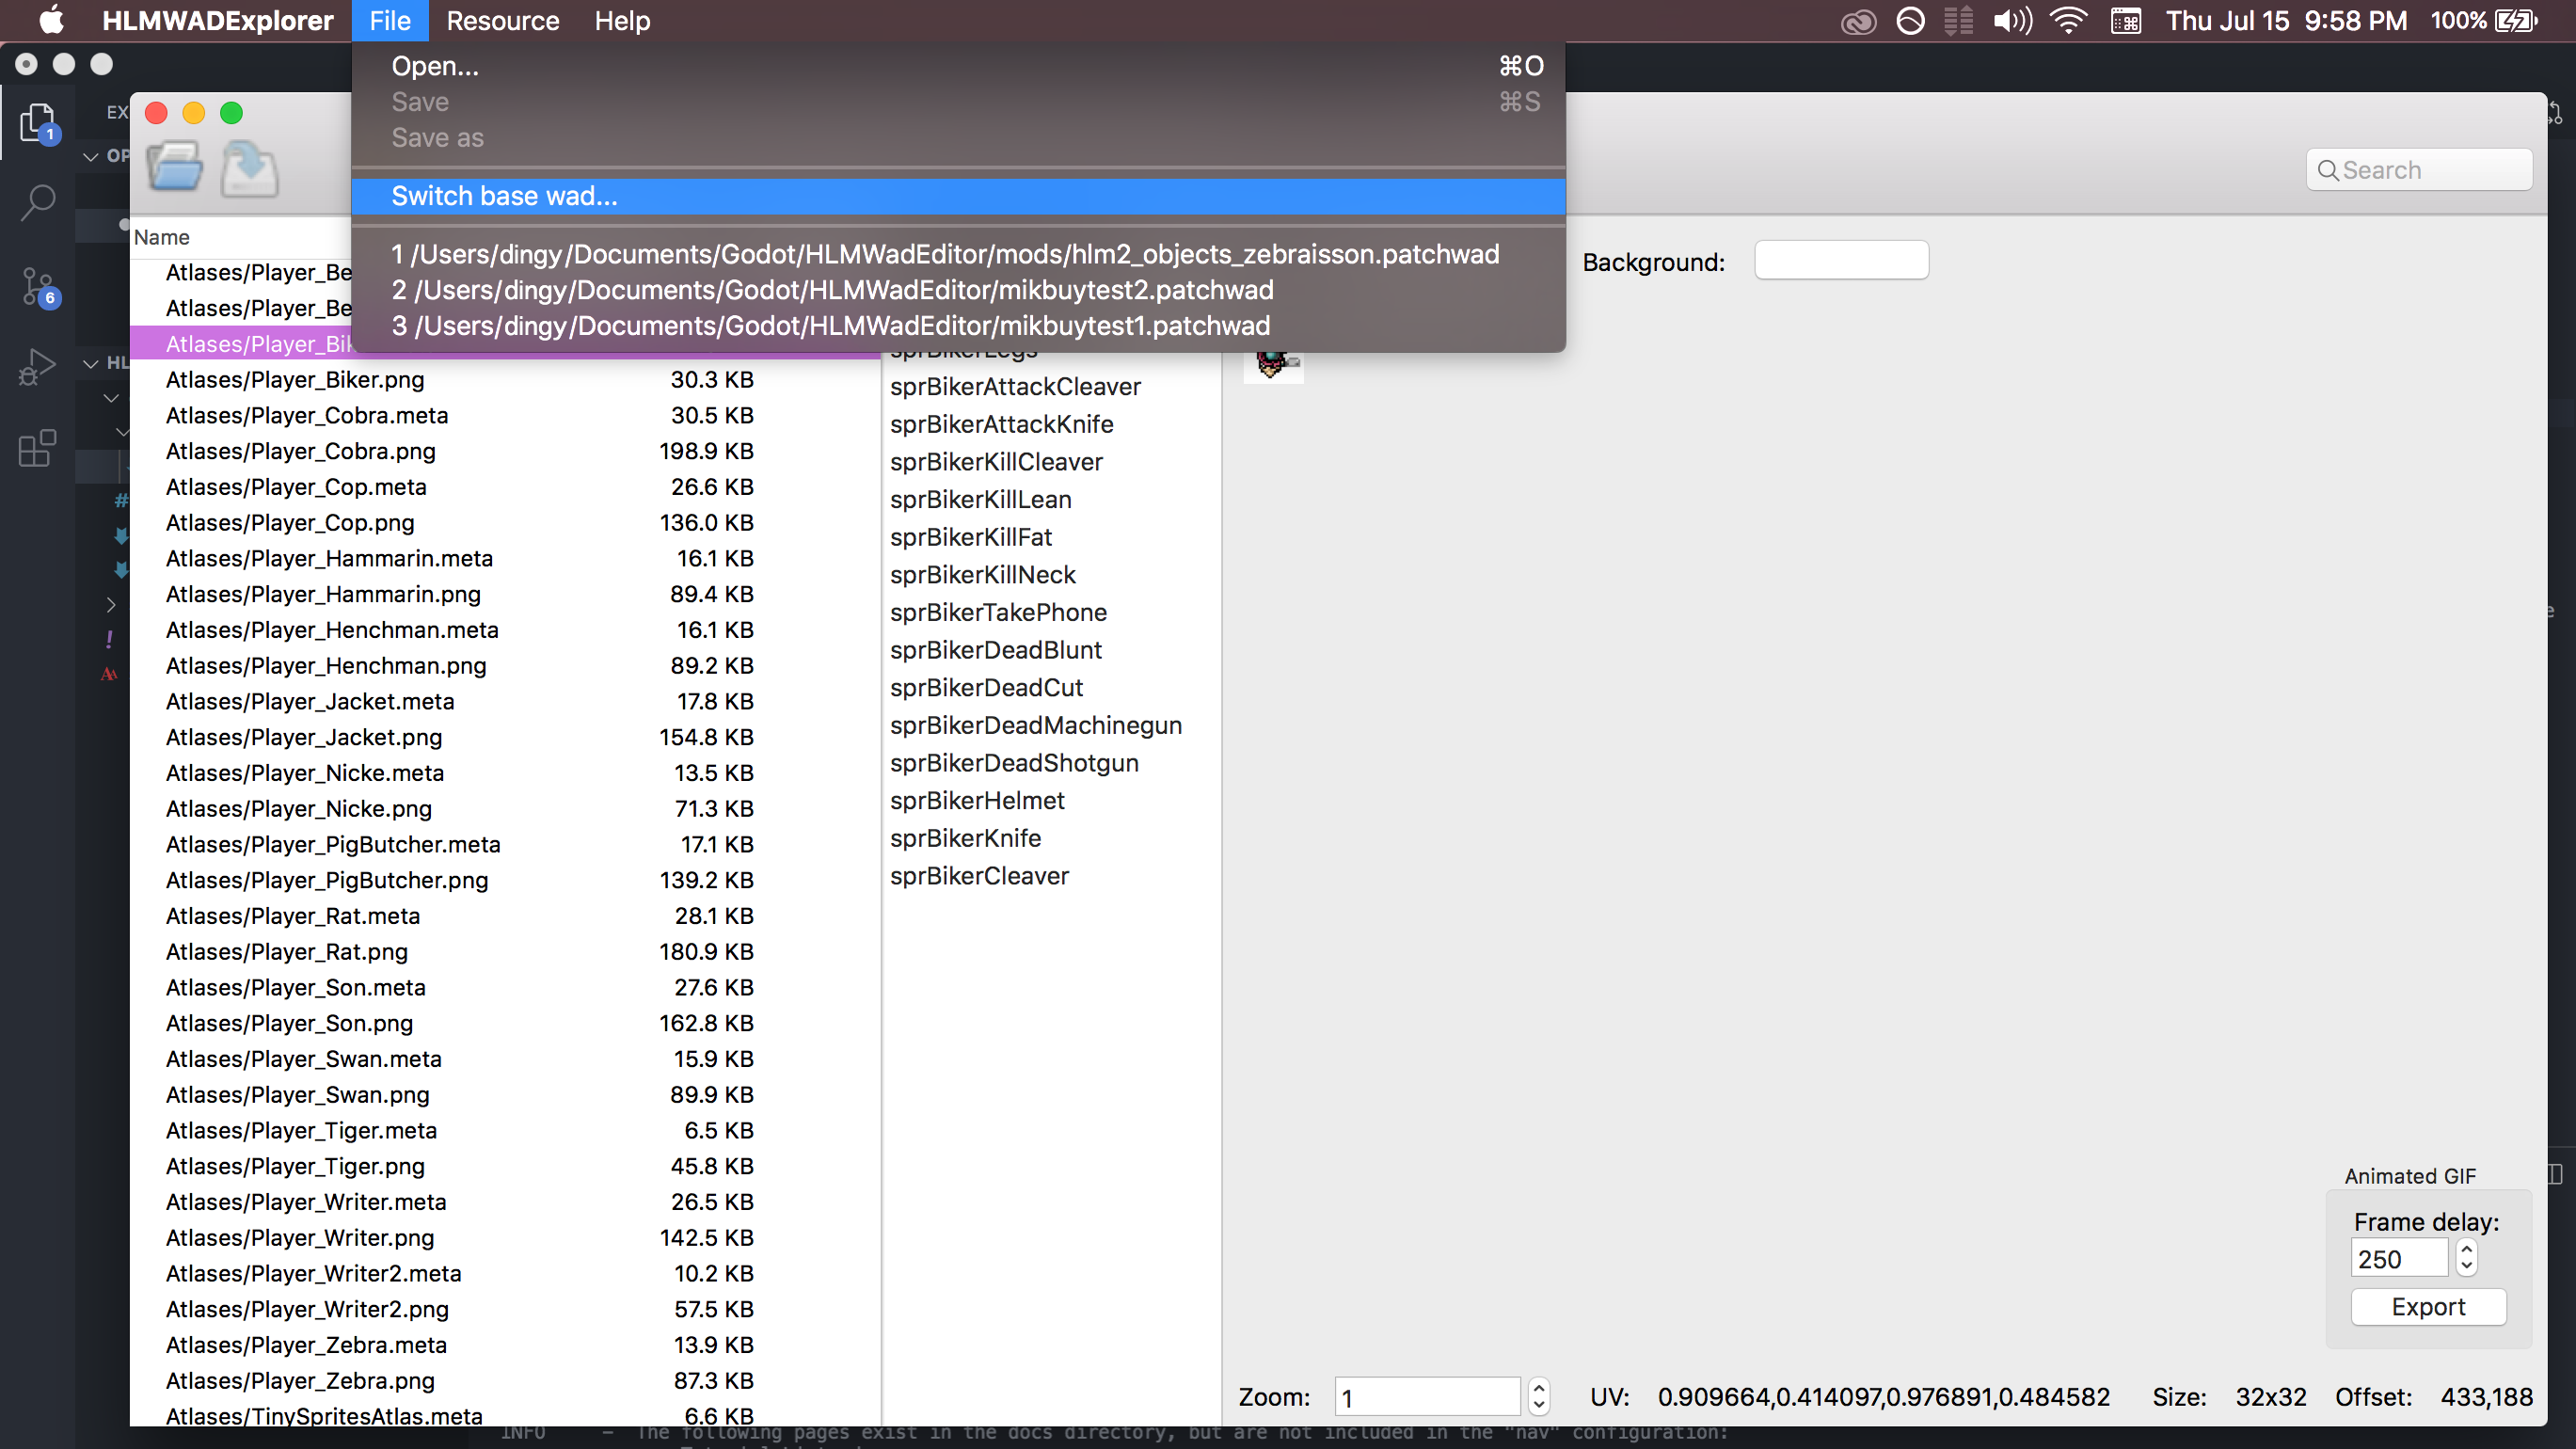 HLMWADExplorer File Resource Help Thu Jul 15 9:58 PM 100%
Open... ⌘O
Save ⌘S
Save as
Switch base wad...
1 /Users/dingy/Documents/Godot/HLMWadEditor/mods/hlm2_objects_zebraisson.patchwad
2 /Users/dingy/Documents/Godot/HLMWadEditor/mikbuytest2.patchwad
3 /Users/dingy/Documents/Godot/HLMWadEditor/mikbuytest1.patchwad
EX
1
OP
6
HL
Search
Background:
Name
Atlases/Player_Be
Atlases/Player_Be
Atlases/Player_Bik
Atlases/Player_Biker.png 30.3 KB
Atlases/Player_Cobra.meta 30.5 KB
Atlases/Player_Cobra.png 198.9 KB
Atlases/Player_Cop.meta 26.6 KB
Atlases/Player_Cop.png 136.0 KB
Atlases/Player_Hammarin.meta 16.1 KB
Atlases/Player_Hammarin.png 89.4 KB
Atlases/Player_Henchman.meta 16.1 KB
Atlases/Player_Henchman.png 89.2 KB
Atlases/Player_Jacket.meta 17.8 KB
Atlases/Player_Jacket.png 154.8 KB
Atlases/Player_Nicke.meta 13.5 KB
Atlases/Player_Nicke.png 71.3 KB
Atlases/Player_PigButcher.meta 17.1 KB
Atlases/Player_PigButcher.png 139.2 KB
Atlases/Player_Rat.meta 28.1 KB
Atlases/Player_Rat.png 180.9 KB
Atlases/Player_Son.meta 27.6 KB
Atlases/Player_Son.png 162.8 KB
Atlases/Player_Swan.meta 15.9 KB
Atlases/Player_Swan.png 89.9 KB
Atlases/Player_Tiger.meta 6.5 KB
Atlases/Player_Tiger.png 45.8 KB
Atlases/Player_Writer.meta 26.5 KB
Atlases/Player_Writer.png 142.5 KB
Atlases/Player_Writer2.meta 10.2 KB
Atlases/Player_Writer2.png 57.5 KB
Atlases/Player_Zebra.meta 13.9 KB
Atlases/Player_Zebra.png 87.3 KB
Atlases/TinySpritesAtlas.meta 6.6 KB
sprBikerLegs
sprBikerAttackCleaver
sprBikerAttackKnife
sprBikerKillCleaver
sprBikerKillLean
sprBikerKillFat
sprBikerKillNeck
sprBikerTakePhone
sprBikerDeadBlunt
sprBikerDeadCut
sprBikerDeadMachinegun
sprBikerDeadShotgun
sprBikerHelmet
sprBikerKnife
sprBikerCleaver
Animated GIF
Frame delay:
250
Export
Zoom: 1 UV: 0.909664,0.414097,0.976891,0.484582 Size: 32x32 Offset: 433,188
INFO - The following pages exist in the docs directory, but are not included in the "nav" configuration: